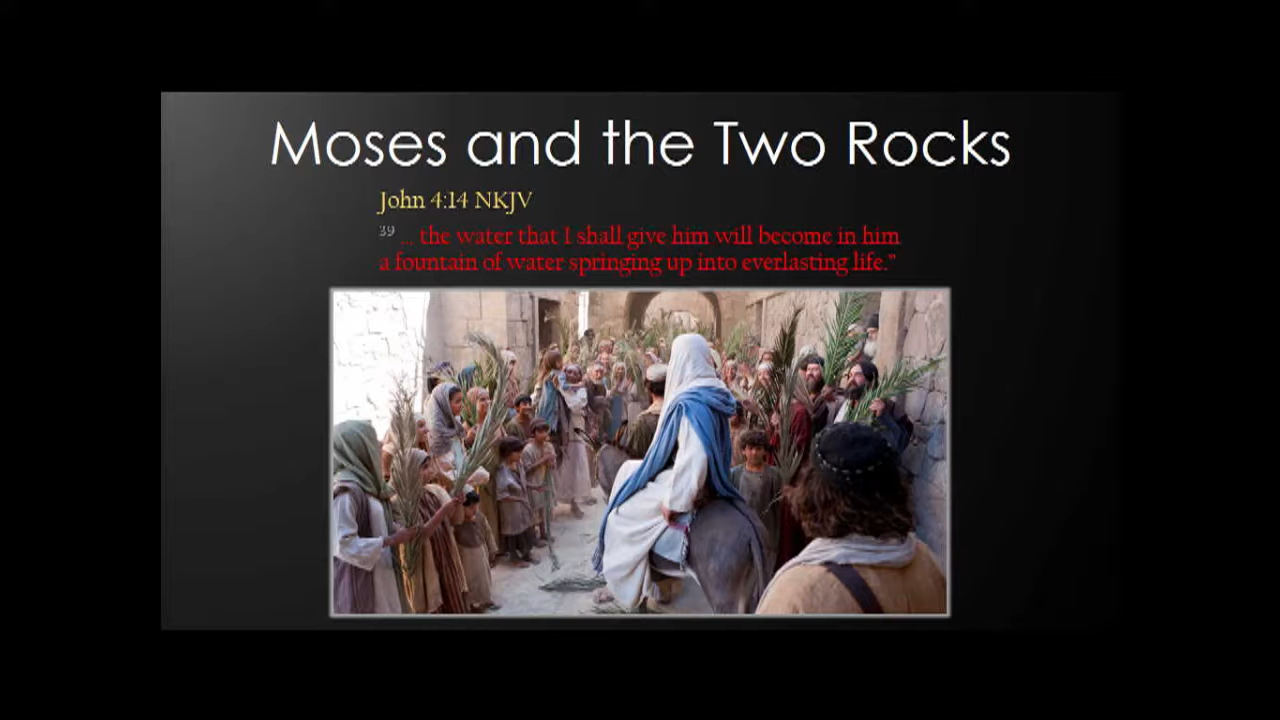 Moses and the Two Rocks
John 4:14 NKJV
39 ... the water that I shall give him will become in him
a fountain of water springing up into everlasting life.”